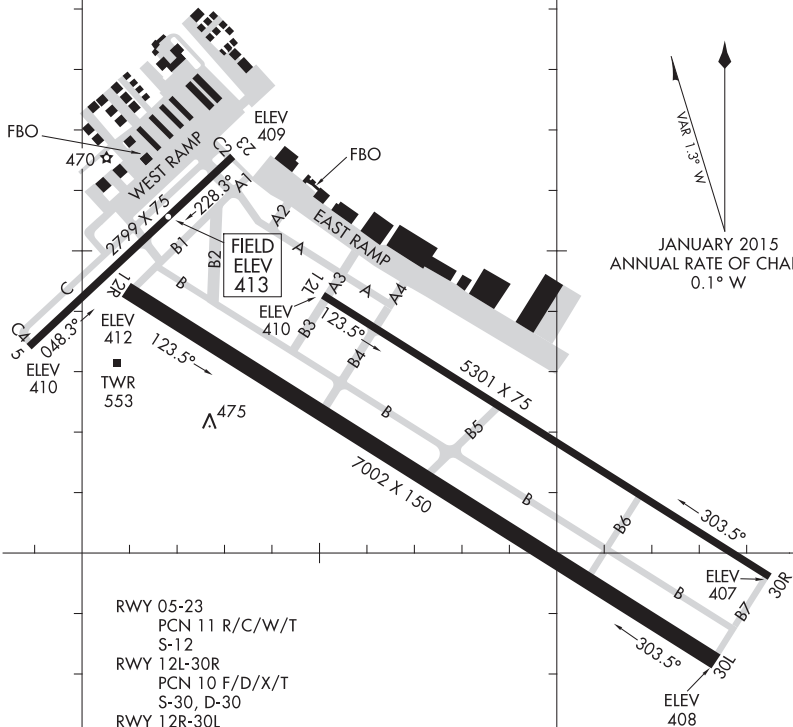 ELEV
409
23
C2
FBO
470
WEST RAMP
A1
228.3°
2799 X 75
B1
B2
FIELD
ELEV
413
FBO
A2
EAST RAMP
A
A
A3
A4
12L
ELEV
410
B3
B4
123.5°
C
C4
5
048.3°
ELEV
410
12R
B
ELEV
412
123.5°
TWR
553
475
5301 X 75
7002 X 150
B
B5
B
B6
303.5°
ELEV
407
30R
B
B7
303.5°
30L
ELEV
408
VAR 1.3° W
JANUARY 2015
ANNUAL RATE OF CHA
0.1° W
RWY 05-23
PCN 11 R/C/W/T
S-12
RWY 12L-30R
PCN 10 F/D/X/T
S-30, D-30
RWY 12R-30L